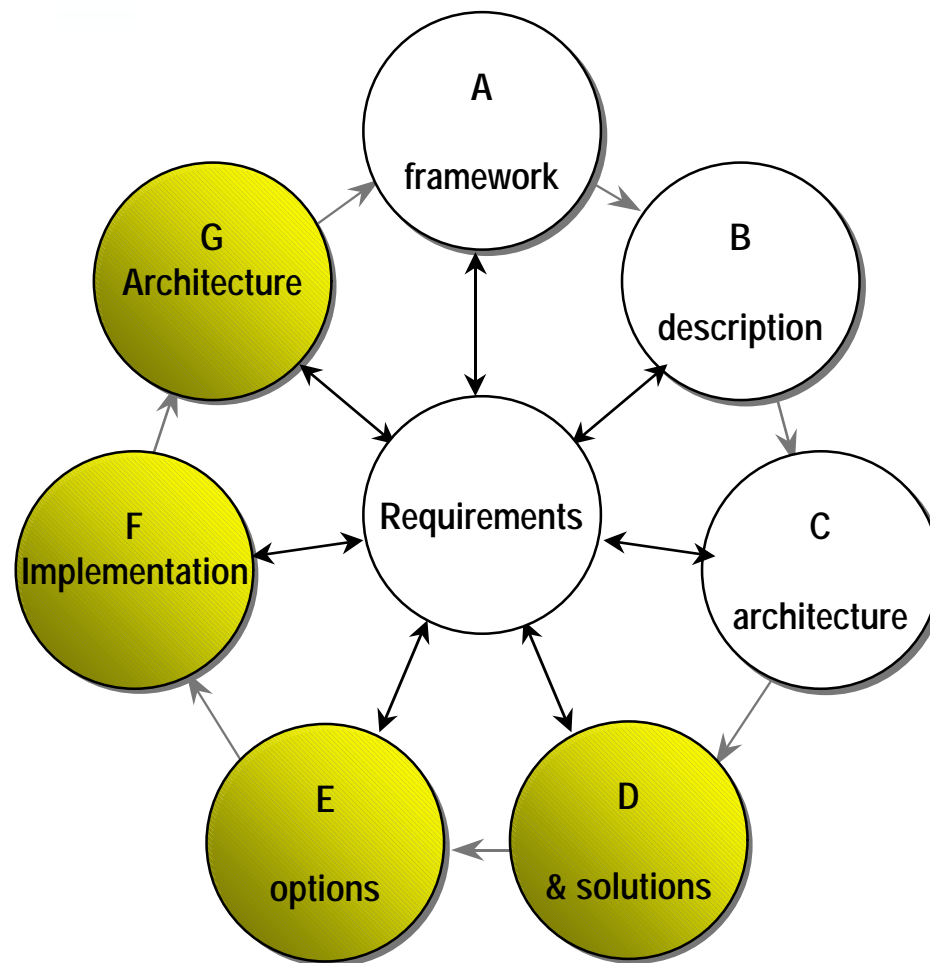 A
framework
B
description
C
architecture
D
& solutions
E
options
F
Implementation
G
Architecture
Requirements